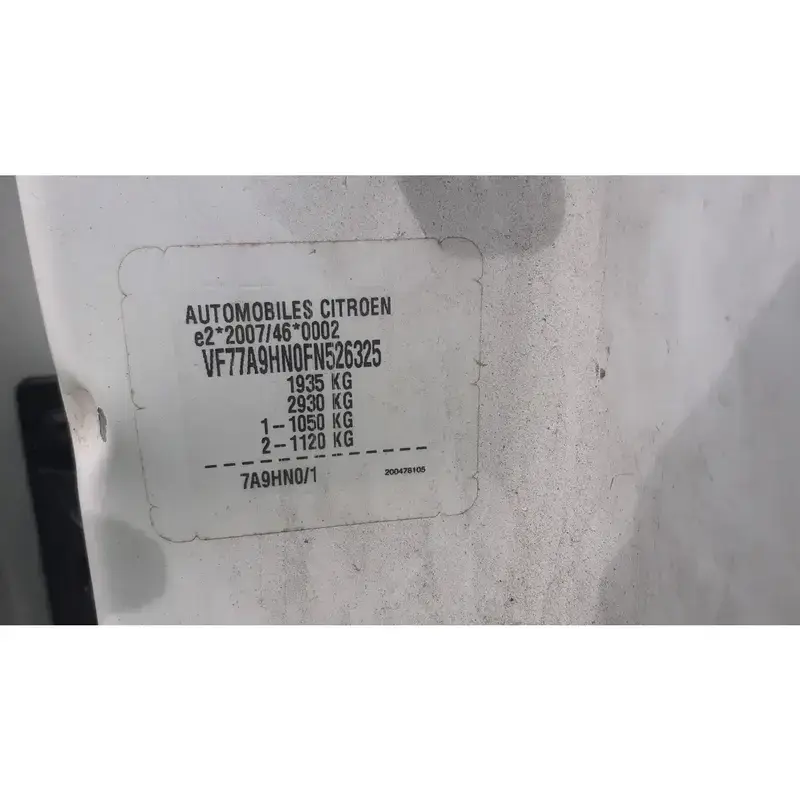 AUTOMOBILES CITROEN
e2*2007/46*0002
VF77A9HN0FN526325
1935 KG
2930 KG
1-1050 KG
2-1120 KG
7A9HN0/1
200476105